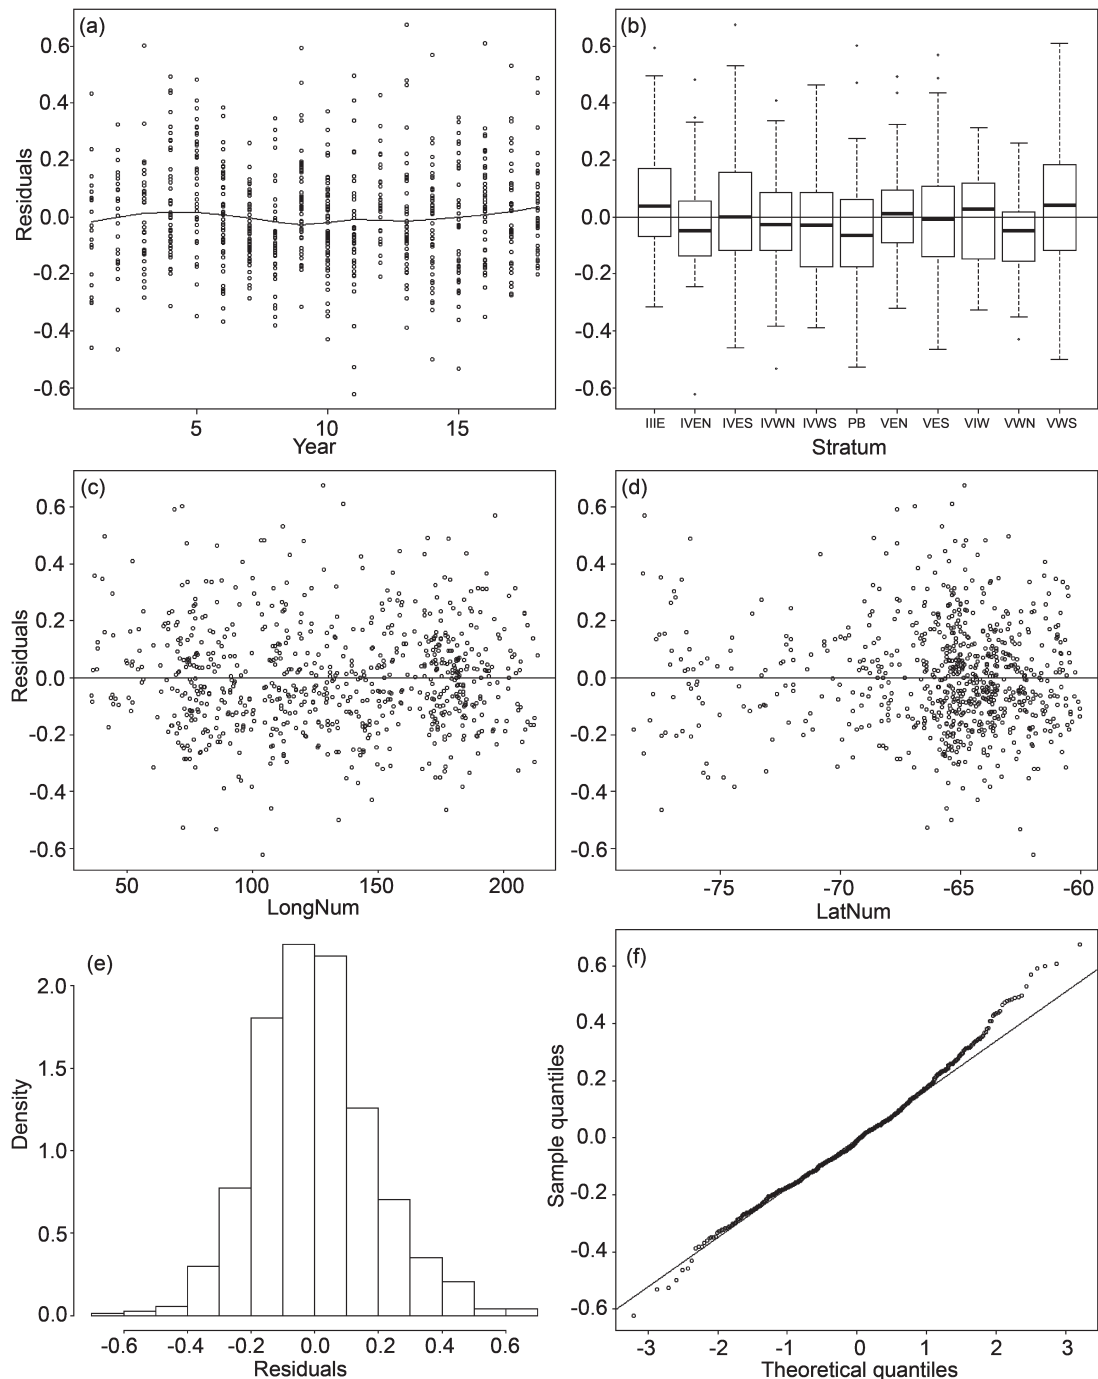 (a)
0.6
0.4
0.2
0.0
-0.2
-0.4
-0.6
Residuals
5 10 15
Year
(b)
0.6
0.4
0.2
0.0
-0.2
-0.4
-0.6
IIIE IVEN IVES IVWN IVWS PB VEN VES VIW VWN VWS
Stratum
(c)
0.6
0.4
0.2
0.0
-0.2
-0.4
-0.6
Residuals
50 100 150 200
LongNum
(d)
0.6
0.4
0.2
0.0
-0.2
-0.4
-0.6
-75 -70 -65 -60
LatNum
(e)
2.0
1.5
1.0
0.5
0.0
Density
-0.6 -0.4 -0.2 0.0 0.2 0.4 0.6
Residuals
(f)
0.6
0.4
0.2
0.0
-0.2
-0.4
-0.6
Sample quantiles
-3 -2 -1 0 1 2 3
Theoretical quantiles